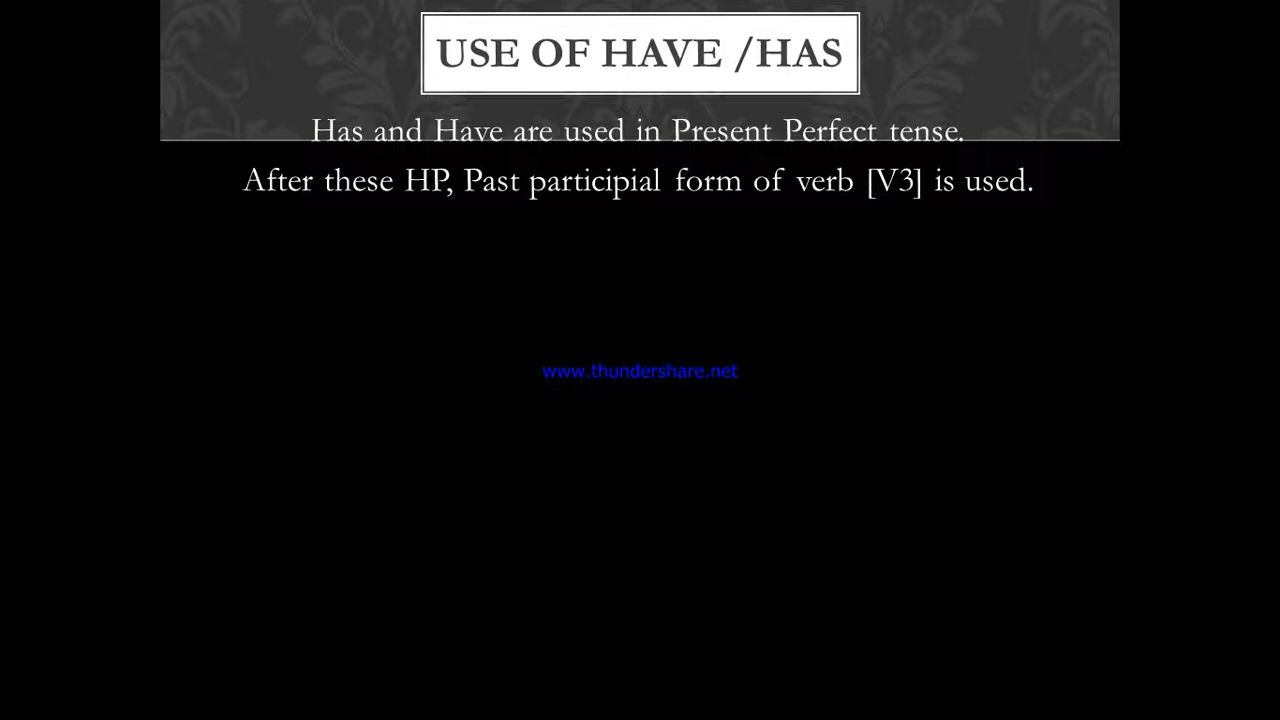 USE OF HAVE /HAS
Has and Have are used in Present Perfect tense.
After these HP, Past participial form of verb [V3] is used.
www.thundershare.net